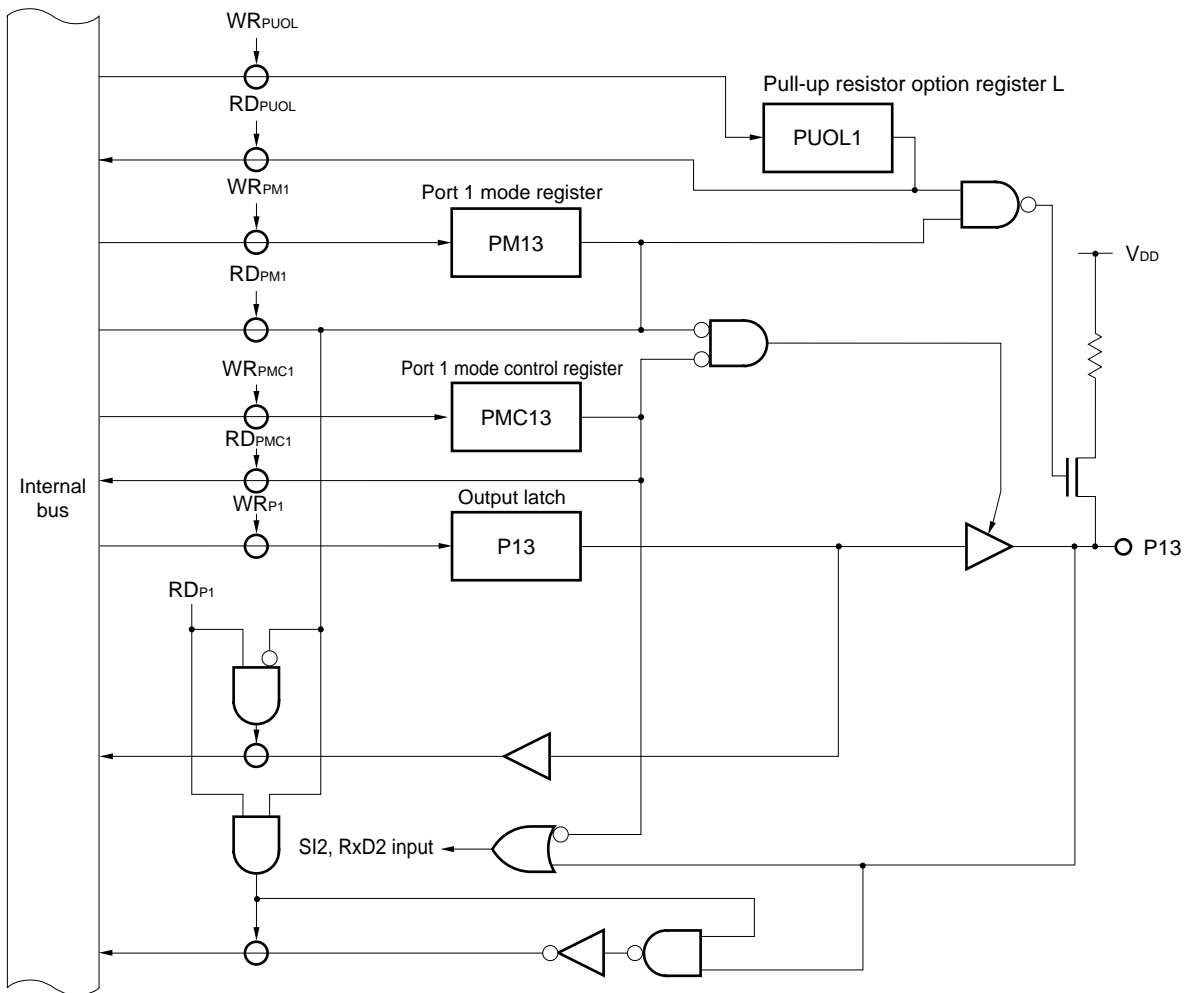 WRPUOL
Pull-up resistor option register L
RDPUOL
PUOL1
WRPM1
Port 1 mode register
PM13
RDPM1
VDD
WRPMC1
Port 1 mode control register
PMC13
RDPMC1
Internal
bus
WRP1
Output latch
P13
P13
RDP1
SI2, RxD2 input